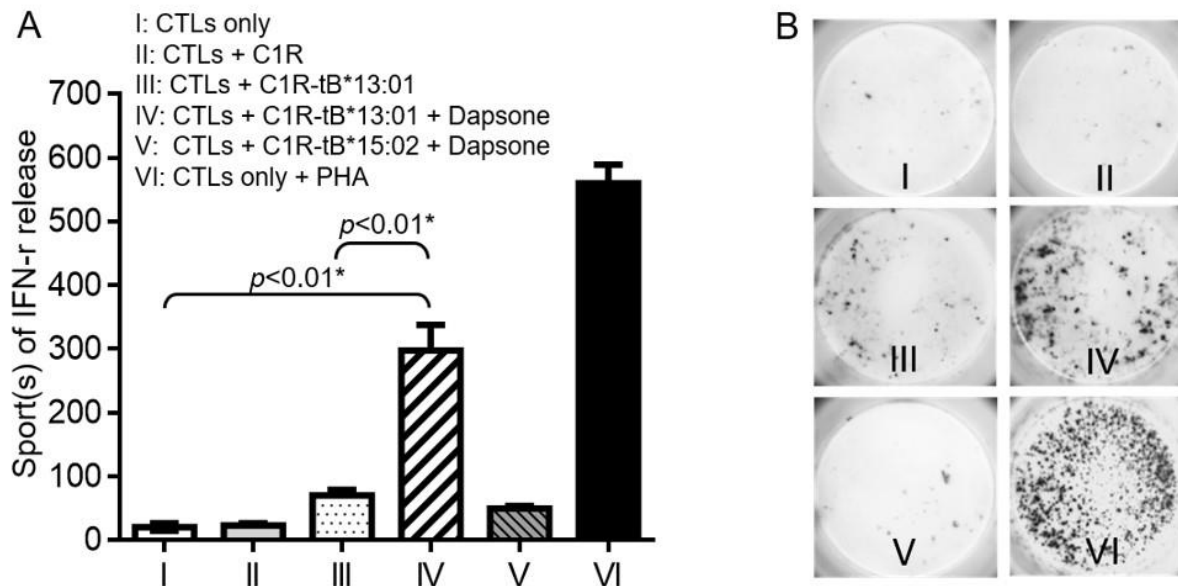 A
I: CTLs only
II: CTLs + C1R
III: CTLs + C1R-tB*13:01
IV: CTLs + C1R-tB*13:01 + Dapsone
V: CTLs + C1R-tB*15:02 + Dapsone
VI: CTLs only + PHA
Sport(s) of IFN-r release
700
600
500
400
300
200
100
0
p<0.01*
p<0.01*
I II III IV V VI
B
I II
III IV
V VI